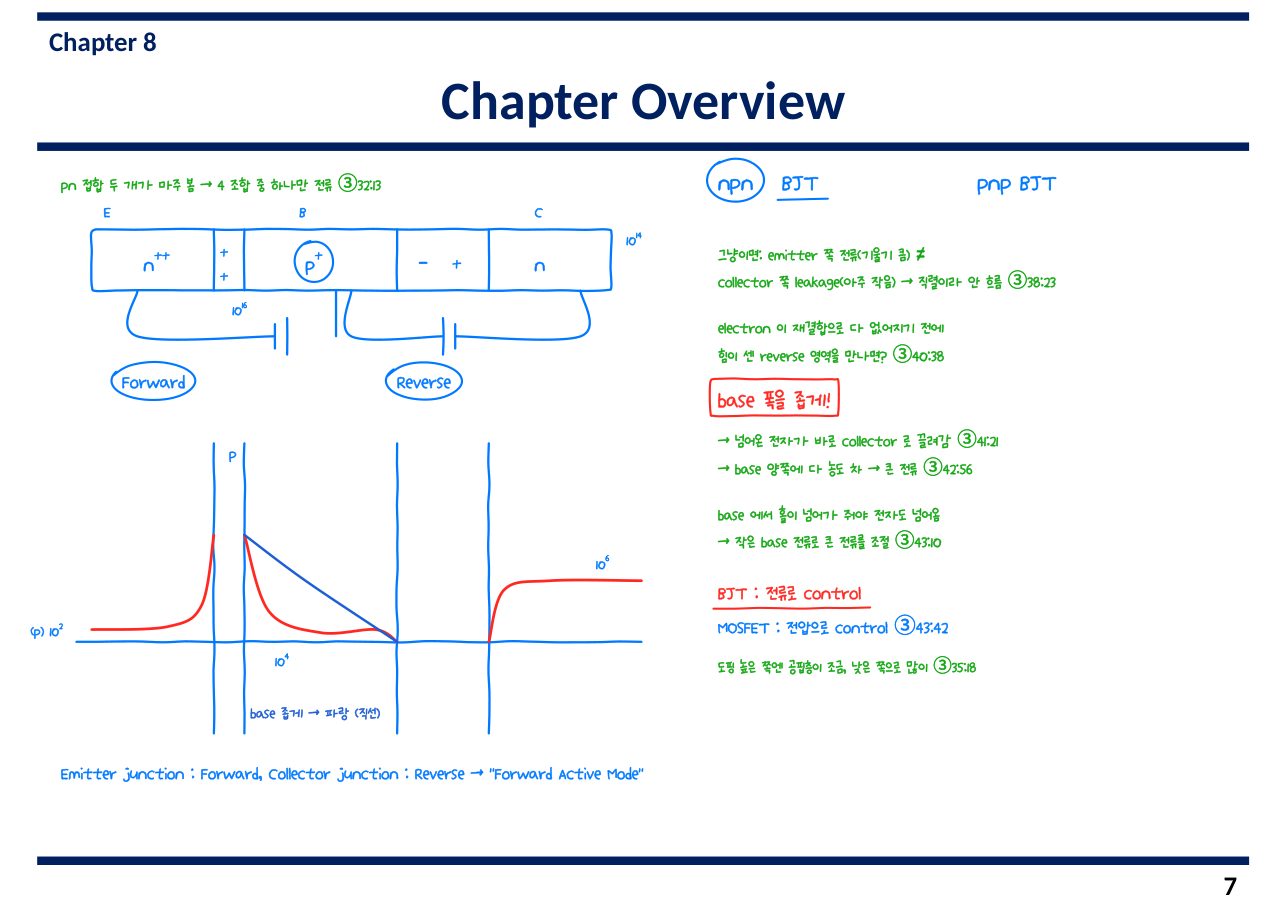 Chapter 8
Chapter Overview
pn 접합 두 개가 마주 봄 → 4 조합 중 하나만 전류 ③32:13
E B C
n++ + + p+ - + n
10^14
10^16
Forward Reverse
P
10^6
(p) 10^2
10^4
base 좁게 → 파랑 (직선)
Emitter junction : Forward, Collector junction : Reverse → "Forward Active Mode"
npn BJT pnp BJT
그냥이면: emitter 쪽 전류(기울기 큼) ≠
collector 쪽 leakage(아주 작음) → 직렬이라 안 흐름 ③38:23
electron 이 재결합으로 다 없어지기 전에
힘이 센 reverse 영역을 만나면? ③40:38
base 폭을 좁게!
→ 넘어온 전자가 바로 collector 로 끌려감 ③41:21
→ base 양쪽에 다 농도 차 → 큰 전류 ③42:56
base 에서 홀이 넘어가 줘야 전자도 넘어옴
→ 작은 base 전류로 큰 전류를 조절 ③43:10
BJT : 전류로 control
MOSFET : 전압으로 control ③43:42
도핑 높은 쪽엔 공핍층이 조금, 낮은 쪽으로 많이 ③35:18
7